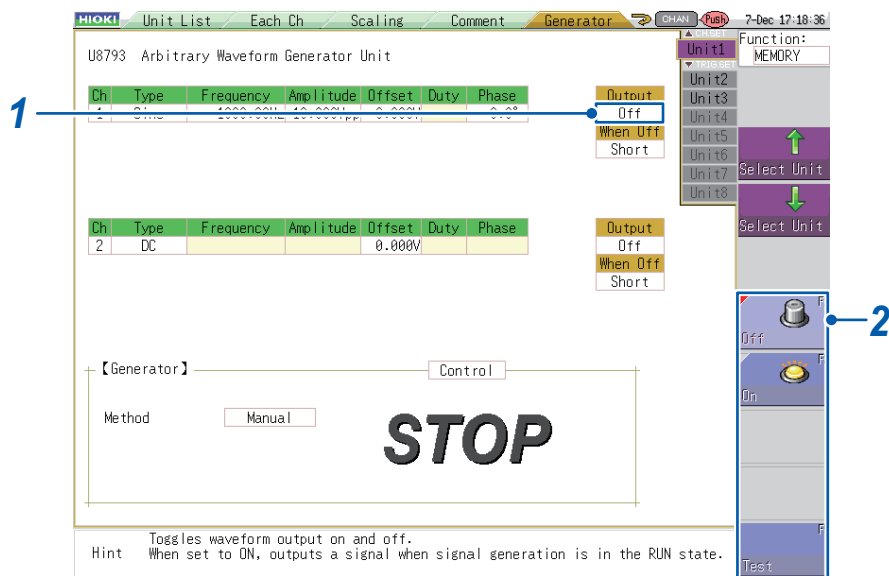 HIOKI Unit List Each Ch Scaling Comment Generator CHAN Push 7-Dec 17:18:36
▲ CH.SET
Unit1
▼ TRIG.SET
Unit2
Unit3
Unit4
Unit5
Unit6
Unit7
Unit8
Function:
MEMORY
U8793 Arbitrary Waveform Generator Unit
Ch Type Frequency Amplitude Offset Duty Phase Output
1 Off
When Off
Short
Select Unit
Select Unit
Ch Type Frequency Amplitude Offset Duty Phase Output
2 DC 0.000V Off
When Off
Short
2
F
Off
F
On
【Generator】 Control
Method Manual STOP
F
Test
Hint Toggles waveform output on and off.
When set to ON, outputs a signal when signal generation is in the RUN state.